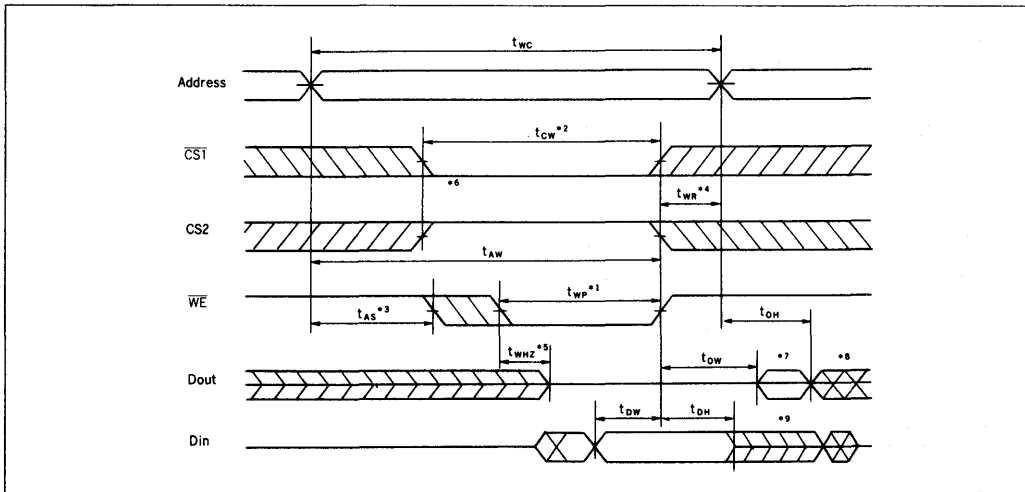 tWC
Address
tCW*2
CS1
*6
tWR*4
CS2
tAW
WE
tWP*1
tAS*3
tOH
tWHZ*5
tOW
*7
*8
Dout
tDW
tDH
*9
Din